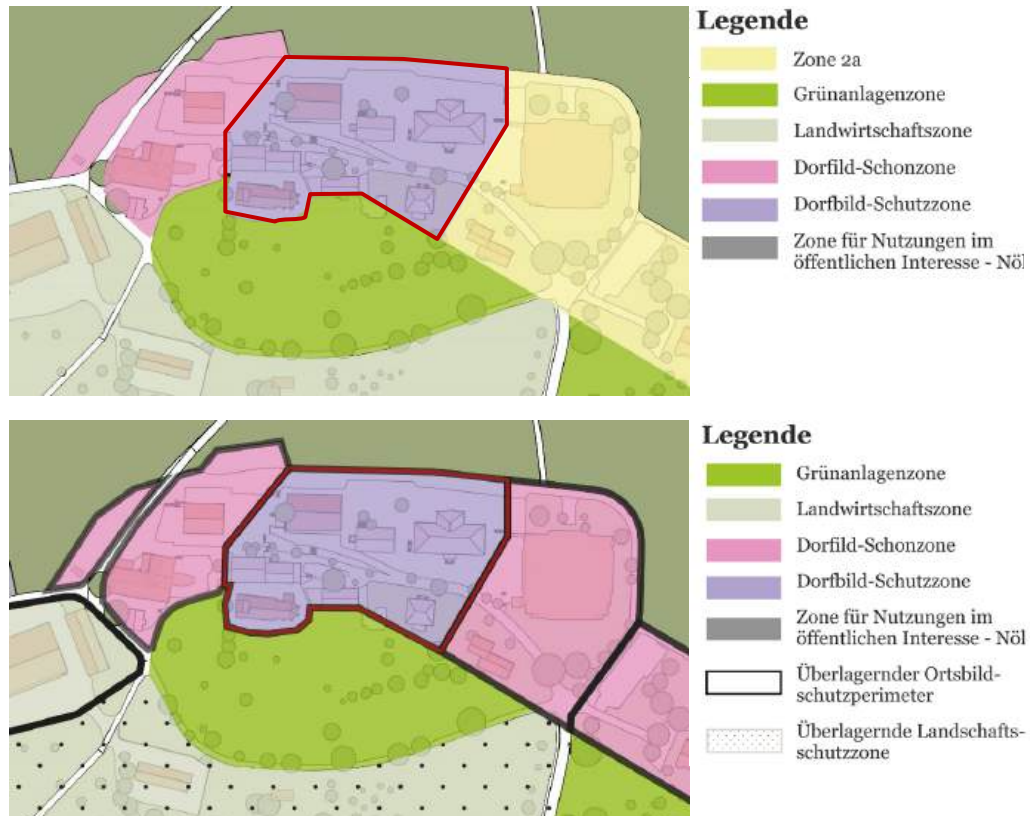 Legende
Zone 2a
Grünanlagenzone
Landwirtschaftszone
Dorfild-Schonzone
Dorfbild-Schutzzone
Zone für Nutzungen im
öffentlichen Interesse - Nöl
Legende
Grünanlagenzone
Landwirtschaftszone
Dorfild-Schonzone
Dorfbild-Schutzzone
Zone für Nutzungen im
öffentlichen Interesse - Nöl
Überlagernder Ortsbild-
schutzperimeter
Überlagernde Landschafts-
schutzzone